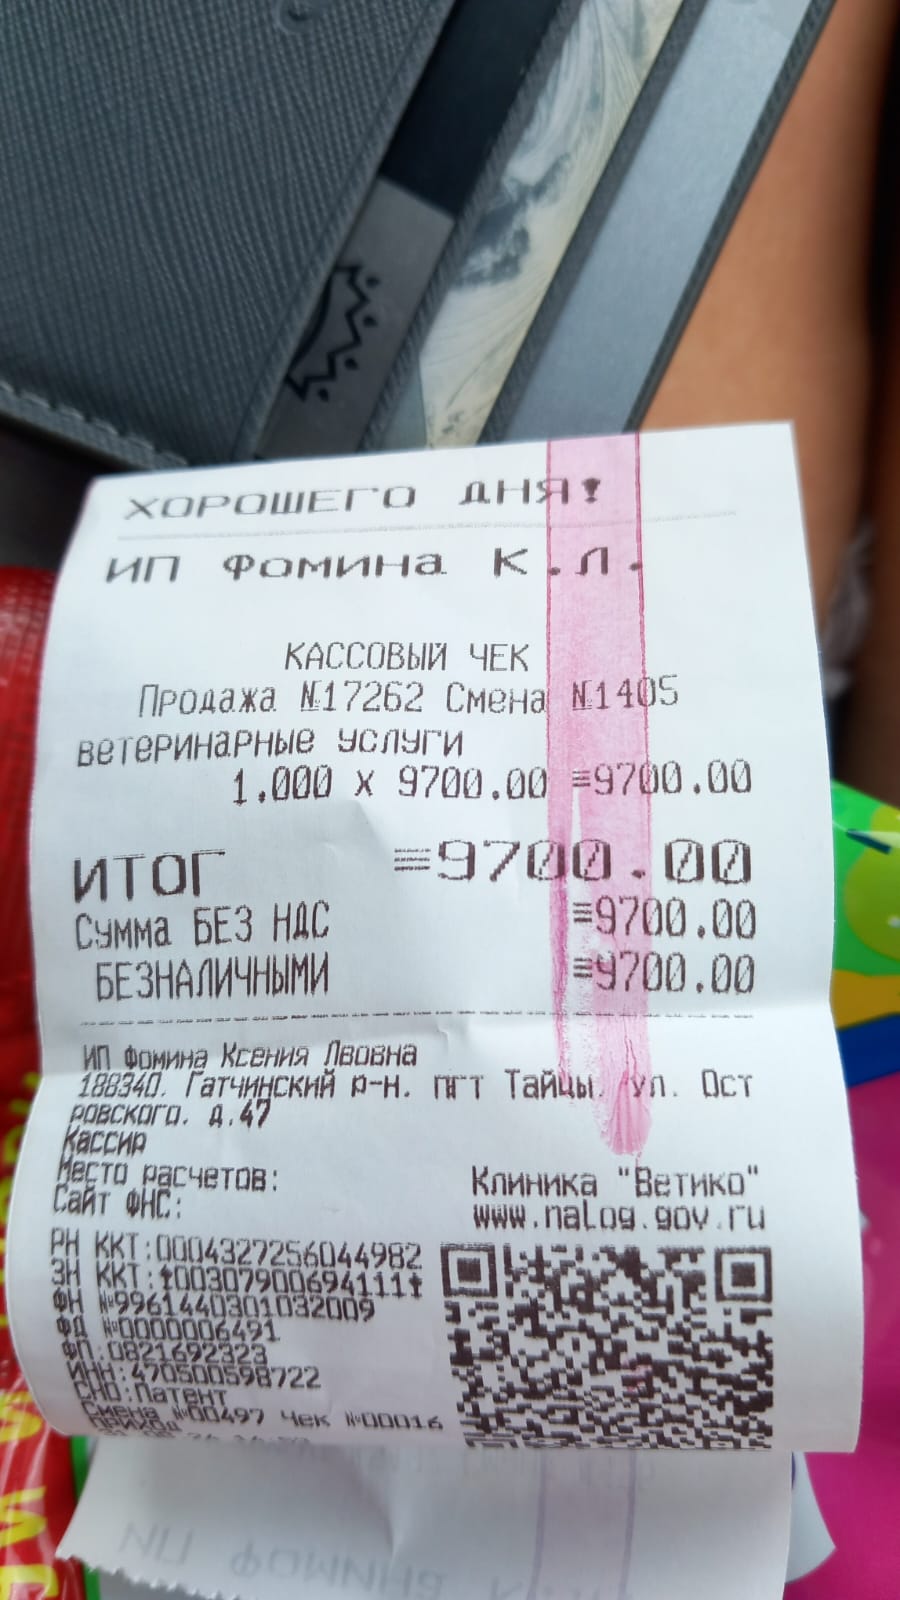 ХОРОШЕГО ДНЯ!
ИП Фомина К.Л.
КАССОВЫЙ ЧЕК
Продажа №17262 Смена №1405
ВЕТЕРИНАРНЫЕ УСЛУГИ
1.000 х 9700.00 =9700.00
ИТОГ =9700.00
Сумма БЕЗ НДС =9700.00
БЕЗНАЛИЧНЫМИ =9700.00
ИП Фомина Ксения Львовна
188340, Гатчинский р-н, пгт Тайцы, ул. Ост
ровского, д.47
Кассир
Место расчетов: Клиника "Ветико"
Сайт ФНС: www.nalog.gov.ru
РН ККТ:0004327256044982
ЗН ККТ:†00307900694111†
ФН №9961440301032009
ФД №0000006491
ФП:0821692323
ИНН:470500598722
СНО:Патент
Смена №00497 Чек №00016
ПРИХОД
ИП Фомина